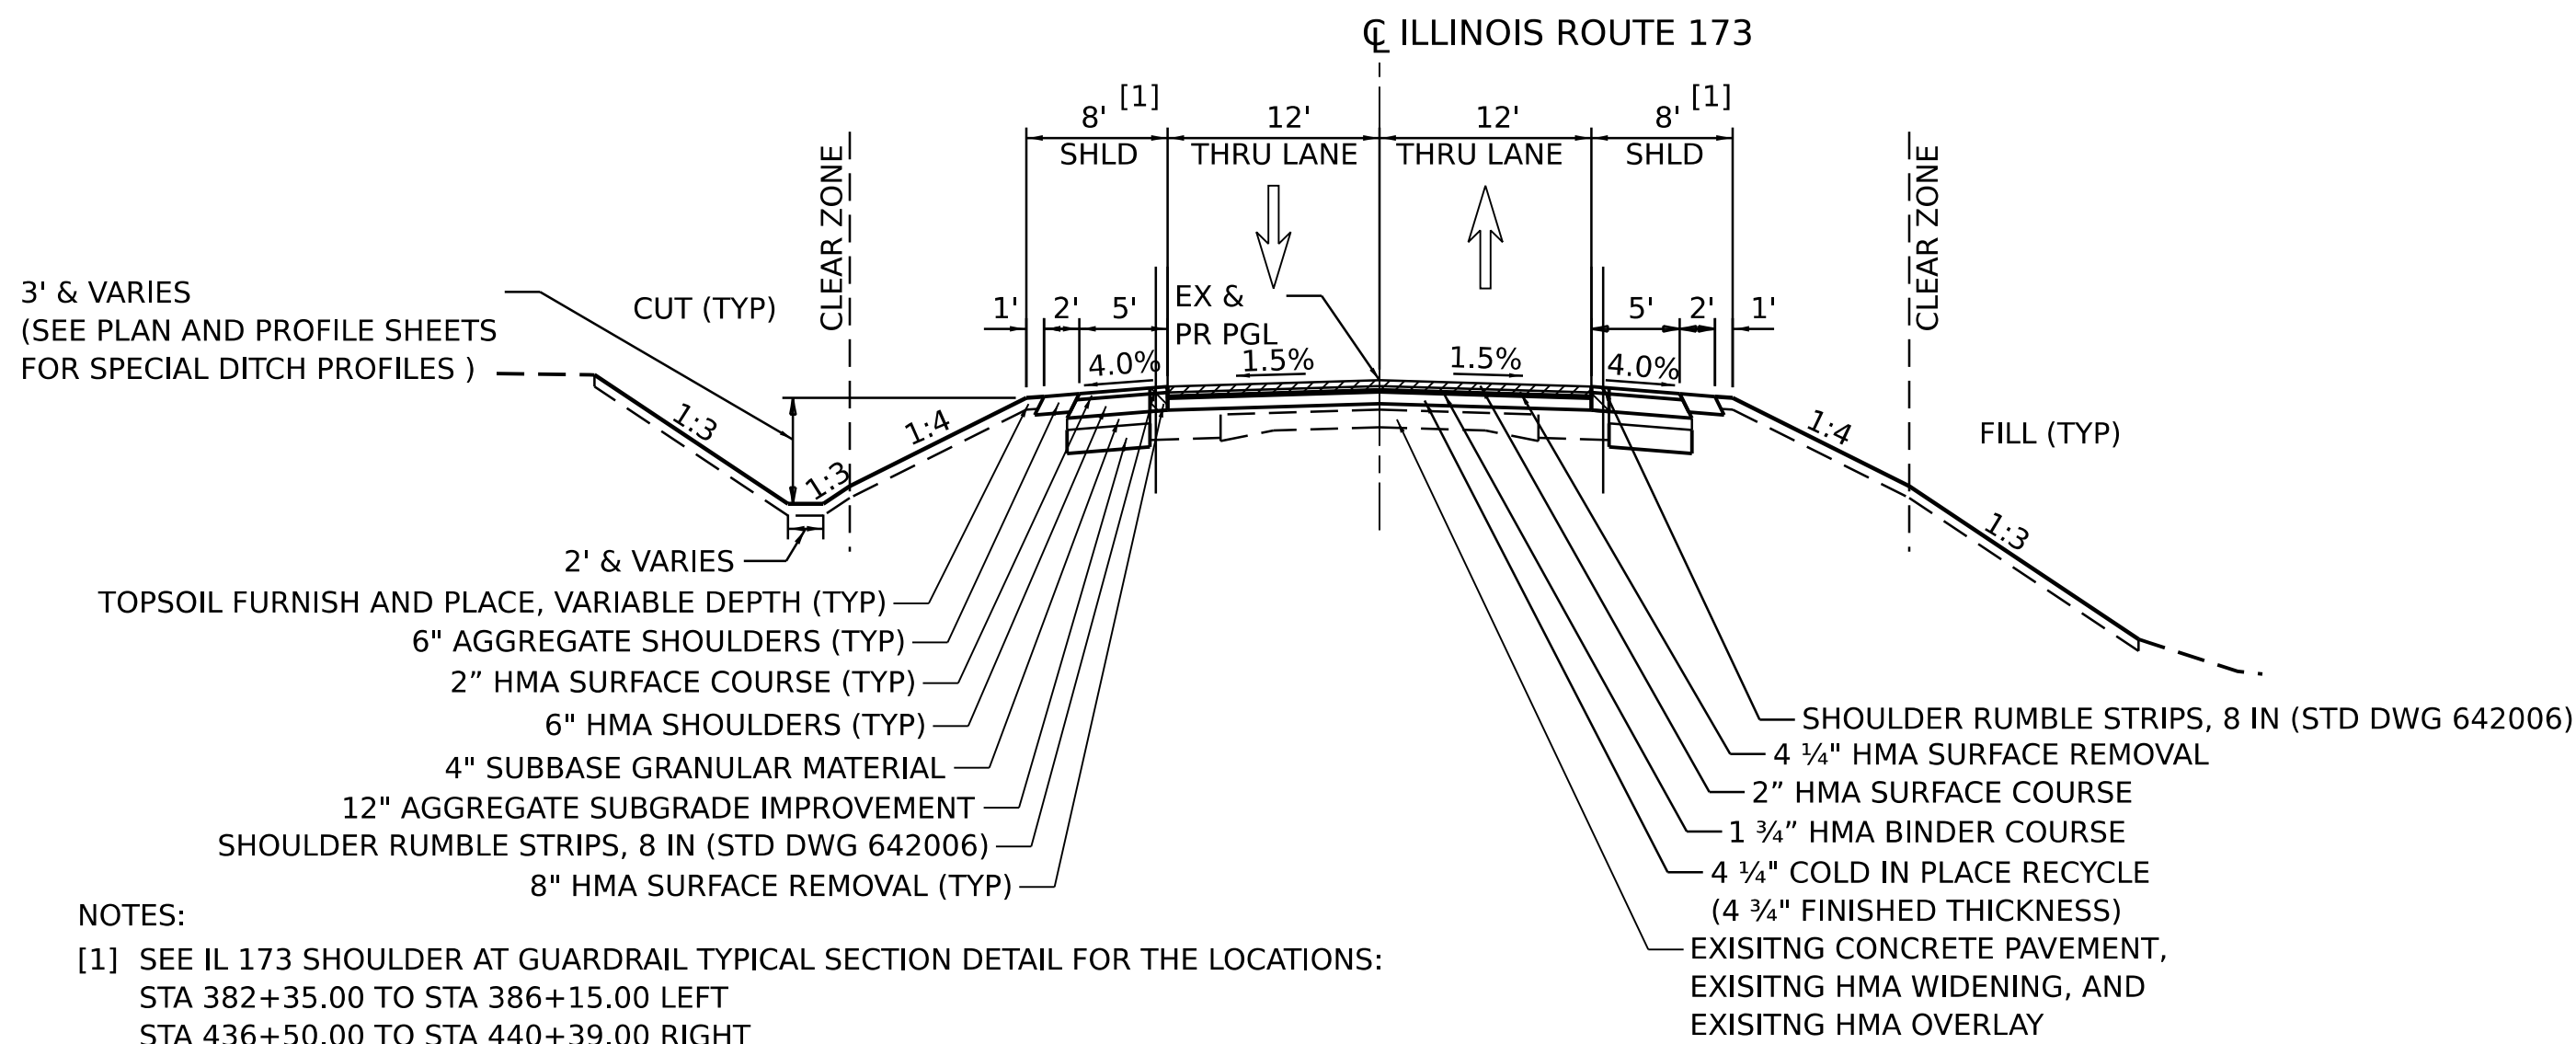 ℄ ILLINOIS ROUTE 173
8' [1] 12' 12' 8' [1]
SHLD THRU LANE THRU LANE SHLD
CLEAR ZONE
CLEAR ZONE
3' & VARIES
(SEE PLAN AND PROFILE SHEETS
FOR SPECIAL DITCH PROFILES )
CUT (TYP)
1' 2' 5'
EX &
PR PGL
5' 2' 1'
4.0% 1.5% 1.5% 4.0%
1:3 1:3 1:4
1:4 1:3
FILL (TYP)
2' & VARIES
TOPSOIL FURNISH AND PLACE, VARIABLE DEPTH (TYP)
6" AGGREGATE SHOULDERS (TYP)
2” HMA SURFACE COURSE (TYP)
6" HMA SHOULDERS (TYP)
4" SUBBASE GRANULAR MATERIAL
12" AGGREGATE SUBGRADE IMPROVEMENT
SHOULDER RUMBLE STRIPS, 8 IN (STD DWG 642006)
8" HMA SURFACE REMOVAL (TYP)
SHOULDER RUMBLE STRIPS, 8 IN (STD DWG 642006)
4 ¼" HMA SURFACE REMOVAL
2” HMA SURFACE COURSE
1 ¾” HMA BINDER COURSE
4 ¼" COLD IN PLACE RECYCLE
(4 ¾" FINISHED THICKNESS)
EXISITNG CONCRETE PAVEMENT,
EXISITNG HMA WIDENING, AND
EXISITNG HMA OVERLAY
NOTES:
[1] SEE IL 173 SHOULDER AT GUARDRAIL TYPICAL SECTION DETAIL FOR THE LOCATIONS:
STA 382+35.00 TO STA 386+15.00 LEFT
STA 436+50.00 TO STA 440+39.00 RIGHT